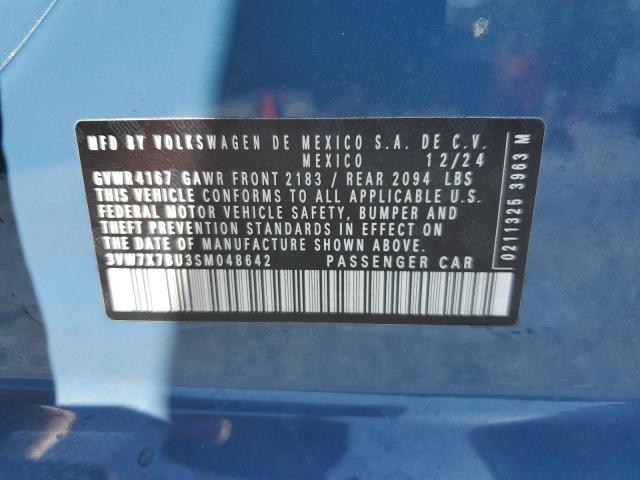 MFD BY VOLKSWAGEN DE MEXICO S.A. DE C.V.
MEXICO 12/24
GVWR4167 GAWR FRONT 2183 / REAR 2094 LBS
THIS VEHICLE CONFORMS TO ALL APPLICABLE U.S.
FEDERAL MOTOR VEHICLE SAFETY, BUMPER AND
THEFT PREVENTION STANDARDS IN EFFECT ON
THE DATE OF MANUFACTURE SHOWN ABOVE.
3VW7X7BU3SM048642 PASSENGER CAR
0211325 3963 M